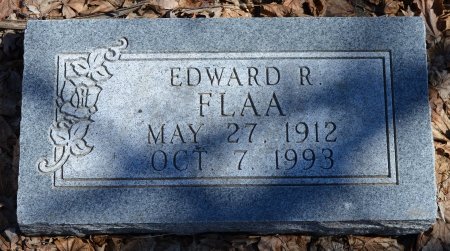 EDWARD R.
FLAA
MAY 27, 1912
OCT. 7, 1993